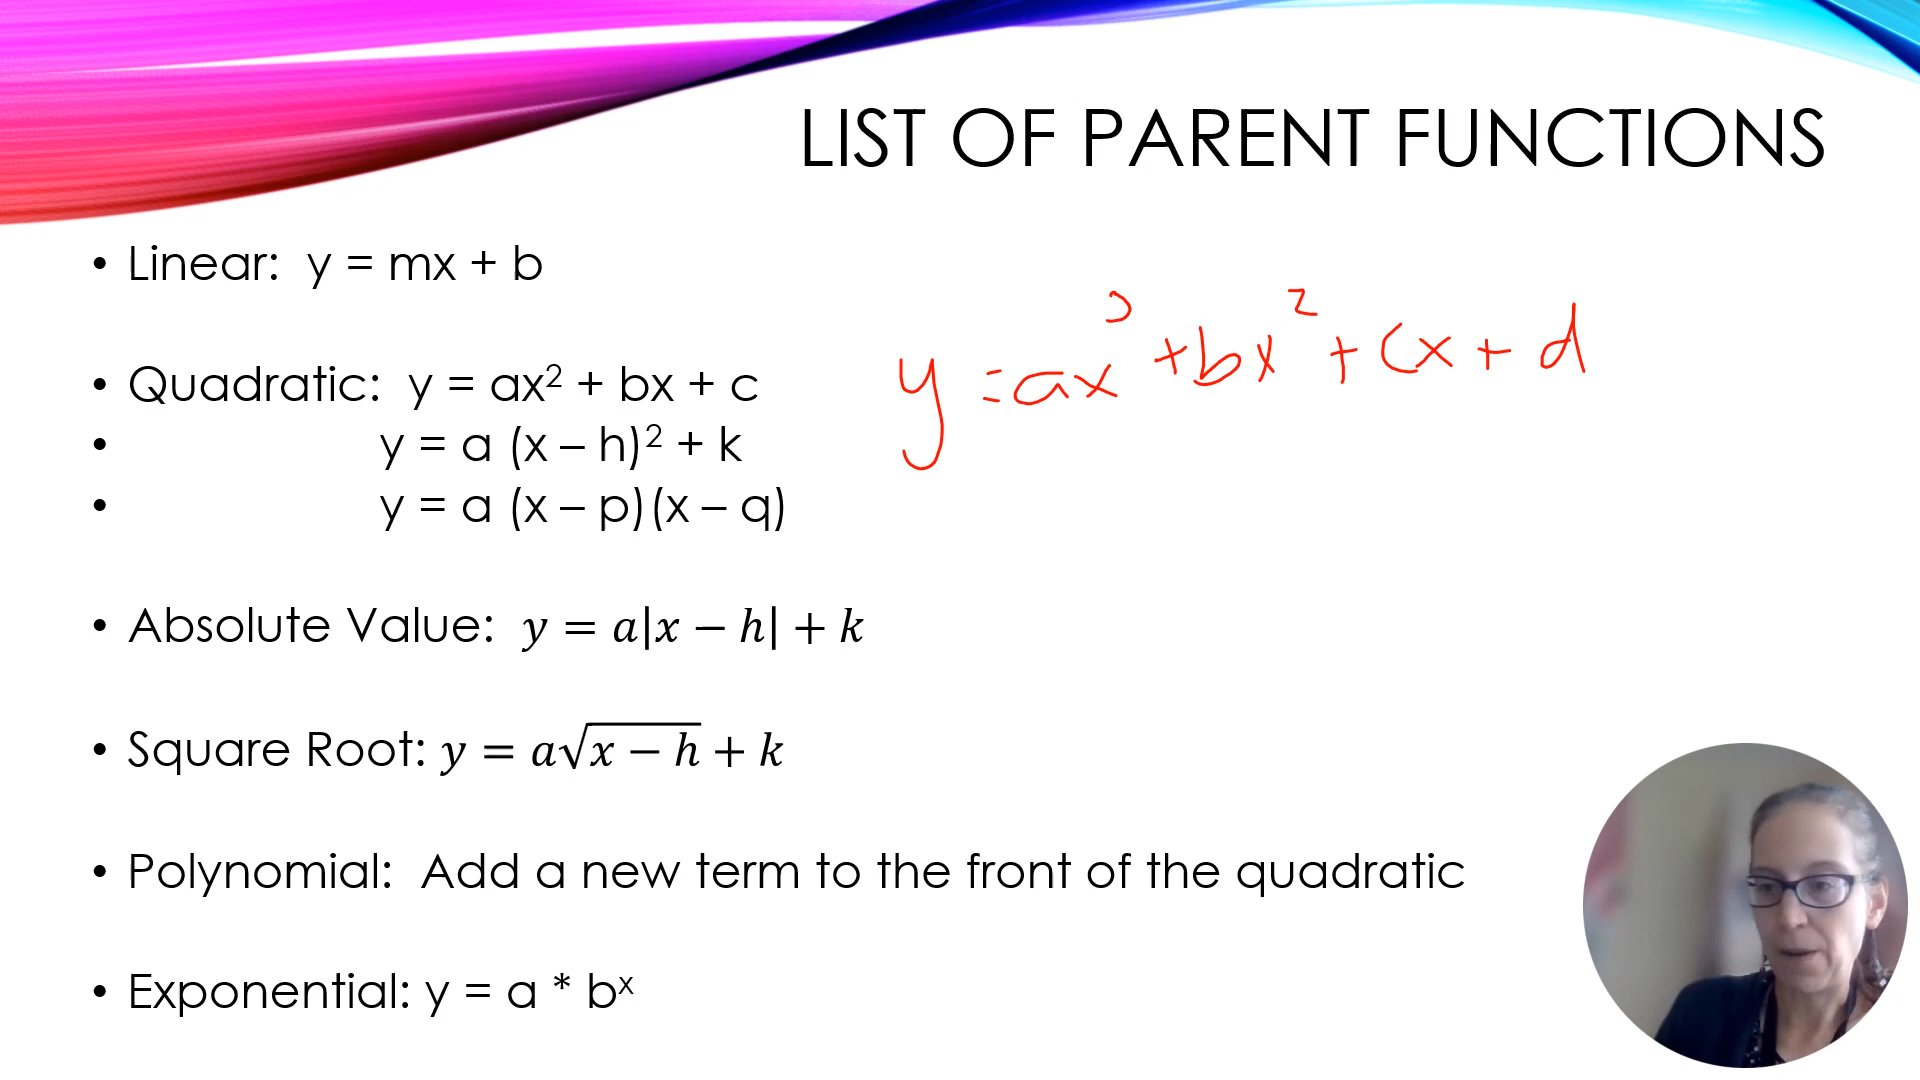 LIST OF PARENT FUNCTIONS
• Linear: y = mx + b
y = ax³ + bx² + cx + d
• Quadratic: y = ax² + bx + c
• y = a (x – h)² + k
• y = a (x – p)(x – q)
• Absolute Value: y = a|x − h| + k
• Square Root: y = a√(x − h) + k
• Polynomial: Add a new term to the front of the quadratic
• Exponential: y = a * bˣ